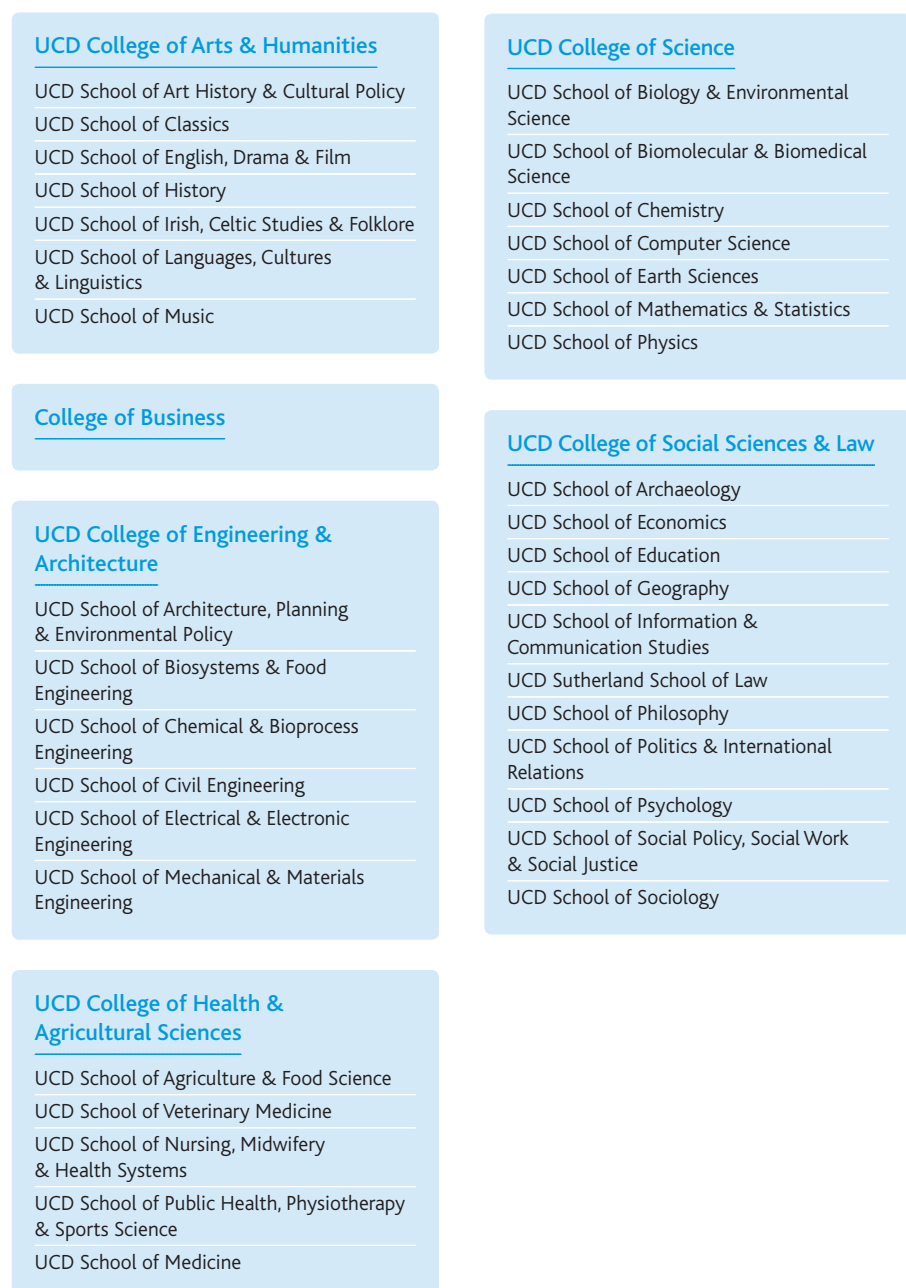 UCD College of Arts & Humanities
UCD School of Art History & Cultural Policy
UCD School of Classics
UCD School of English, Drama & Film
UCD School of History
UCD School of Irish, Celtic Studies & Folklore
UCD School of Languages, Cultures
& Linguistics
UCD School of Music
College of Business
UCD College of Engineering &
Architecture
UCD School of Architecture, Planning
& Environmental Policy
UCD School of Biosystems & Food
Engineering
UCD School of Chemical & Bioprocess
Engineering
UCD School of Civil Engineering
UCD School of Electrical & Electronic
Engineering
UCD School of Mechanical & Materials
Engineering
UCD College of Health &
Agricultural Sciences
UCD School of Agriculture & Food Science
UCD School of Veterinary Medicine
UCD School of Nursing, Midwifery
& Health Systems
UCD School of Public Health, Physiotherapy
& Sports Science
UCD School of Medicine
UCD College of Science
UCD School of Biology & Environmental
Science
UCD School of Biomolecular & Biomedical
Science
UCD School of Chemistry
UCD School of Computer Science
UCD School of Earth Sciences
UCD School of Mathematics & Statistics
UCD School of Physics
UCD College of Social Sciences & Law
UCD School of Archaeology
UCD School of Economics
UCD School of Education
UCD School of Geography
UCD School of Information &
Communication Studies
UCD Sutherland School of Law
UCD School of Philosophy
UCD School of Politics & International
Relations
UCD School of Psychology
UCD School of Social Policy, Social Work
& Social Justice
UCD School of Sociology